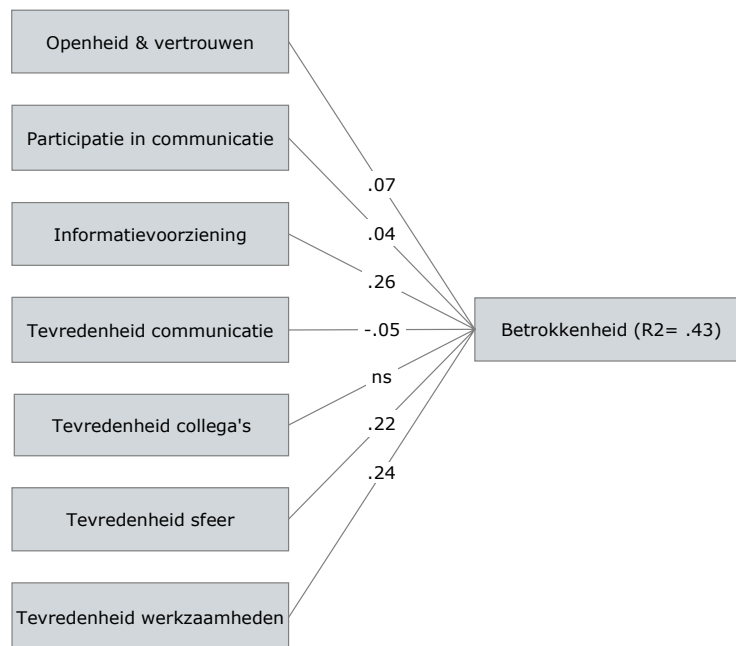 Openheid & vertrouwen
Participatie in communicatie
Informatievoorziening
Tevredenheid communicatie
Tevredenheid collega's
Tevredenheid sfeer
Tevredenheid werkzaamheden
.07
.04
.26
-.05
ns
.22
.24
Betrokkenheid (R2= .43)